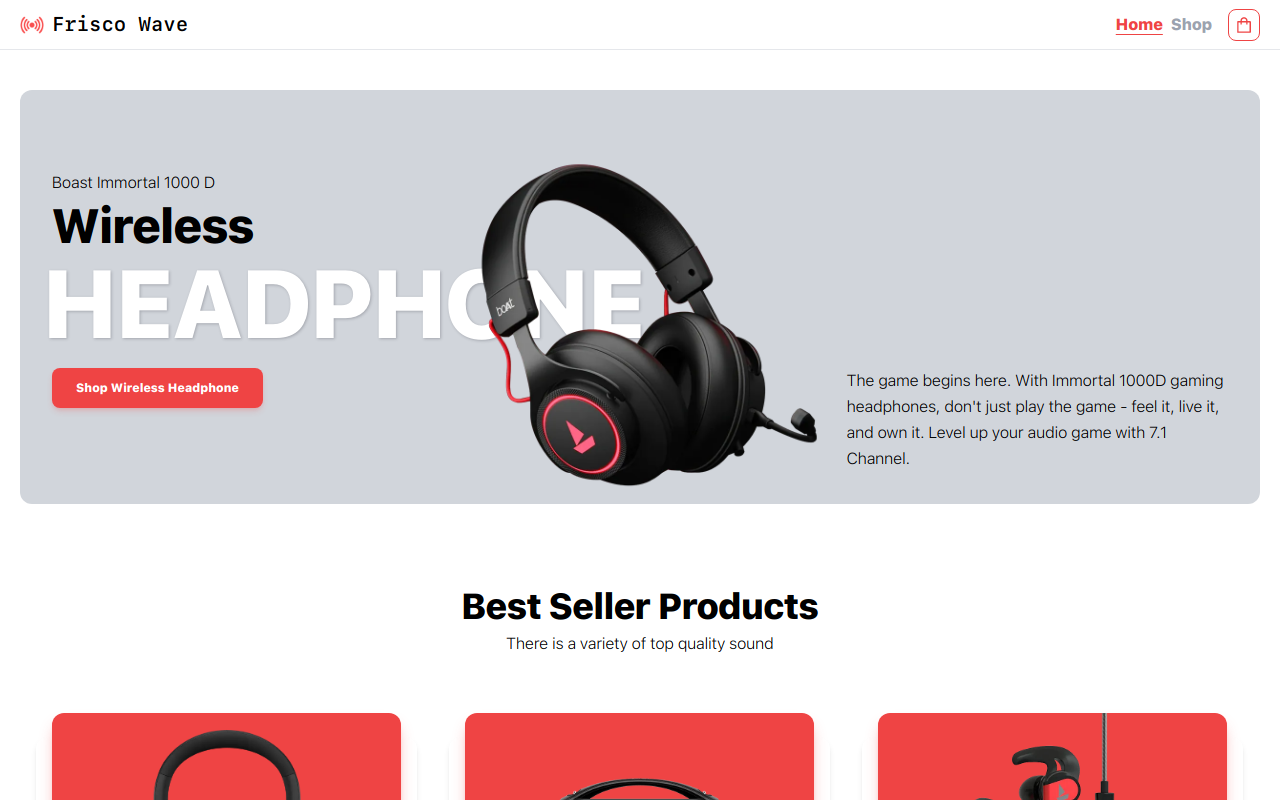 Frisco Wave
Home Shop
Boast Immortal 1000 D
Wireless
HEADPHONE
boAt
Shop Wireless Headphone
The game begins here. With Immortal 1000D gaming
headphones, don't just play the game - feel it, live it,
and own it. Level up your audio game with 7.1
Channel.
Best Seller Products
There is a variety of top quality sound